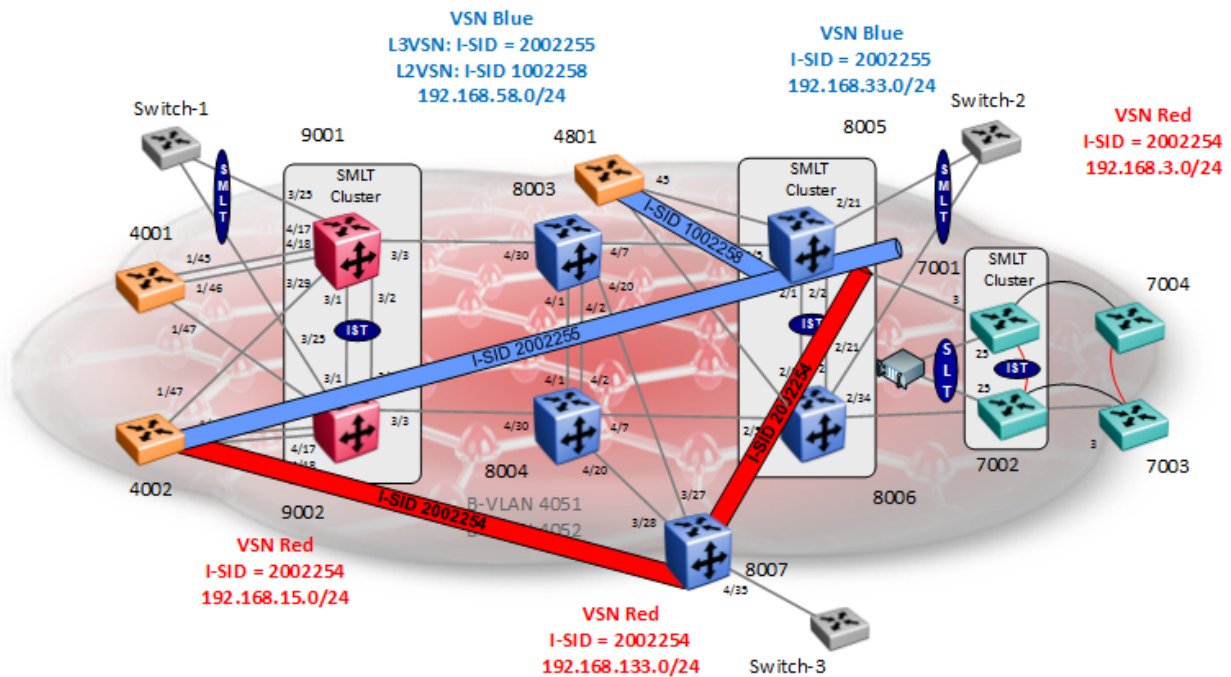 VSN Blue
L3VSN: I-SID = 2002255
L2VSN: I-SID 1002258
192.168.58.0/24
VSN Blue
I-SID = 2002255
192.168.33.0/24
VSN Red
I-SID = 2002254
192.168.3.0/24
Switch-1
Switch-2
9001
4801
8005
SMLT
Cluster
SMLT
Cluster
SMLT
SMLT
3/25
45
2/21
8003
4001
4/17
4/18
3/3
4/30
4/7
I-SID 1002258
7001
SMLT
Cluster
7004
1/45
1/46
3/29
3/1
3/2
4/20
4/1
4/2
2/1
2/2
3
IST
IST
1/47
3/25
I-SID 2002255
2/21
SLT
25
IST
25
3/1
4/1
4/2
1/47
3/3
4/30
4/7
2/34
I-SID 2002254
4/17
4/20
3
4002
8004
7002
7003
9002
I-SID 2002254
B-VLAN 4051
4052
3/27
3/28
8006
VSN Red
I-SID = 2002254
192.168.15.0/24
8007
4/35
VSN Red
I-SID = 2002254
192.168.133.0/24
Switch-3